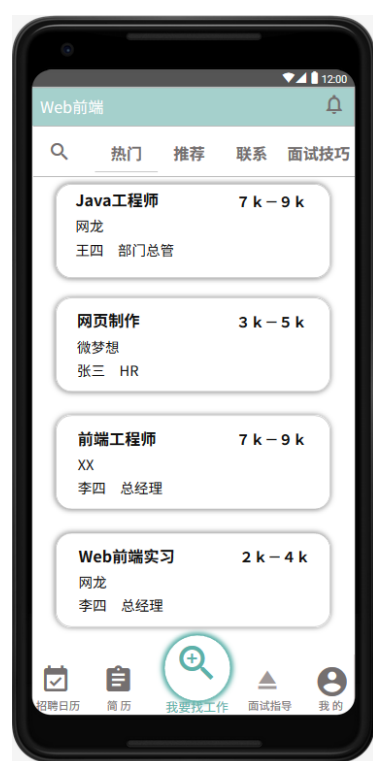 12:00
Web前端
热门 推荐 联系 面试技巧
Java工程师 7 k — 9 k
网龙
王四 部门总管
网页制作 3 k — 5 k
微梦想
张三 HR
前端工程师 7 k — 9 k
XX
李四 总经理
Web前端实习 2 k — 4 k
网龙
李四 总经理
招聘日历 简 历 我要找工作 面试指导 我 的